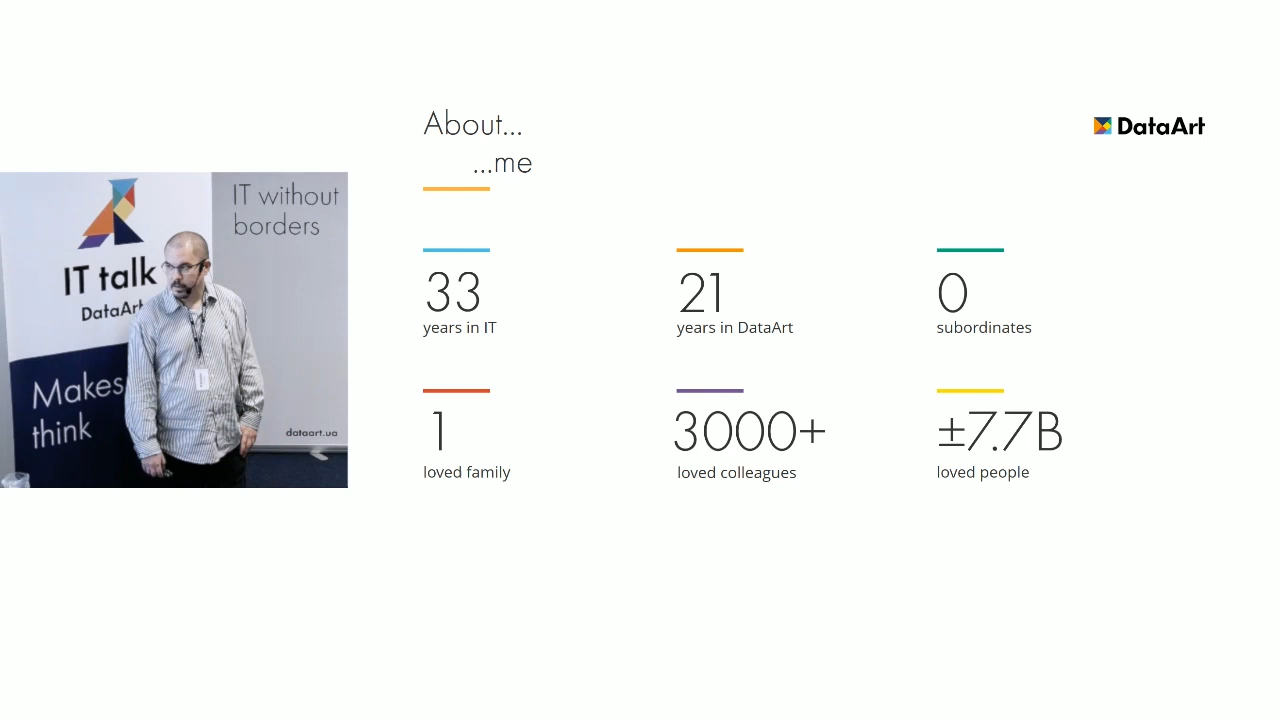 About...
...me
DataArt
IT without
borders
IT talk
DataArt
Makes
think
dataart.ua
33
years in IT
21
years in DataArt
0
subordinates
1
loved family
3000+
loved colleagues
±7.7B
loved people